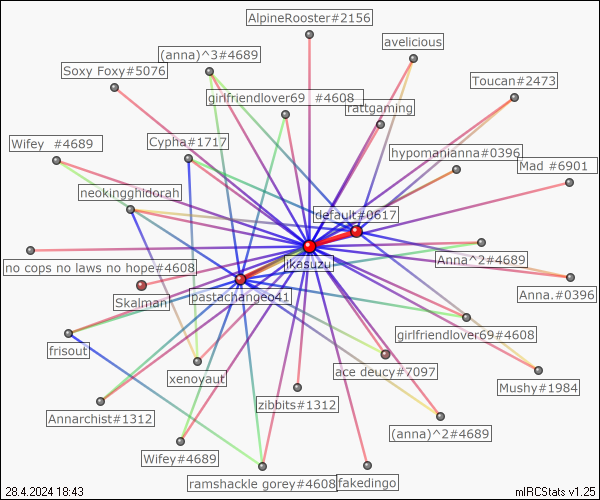 AlpineRooster#2156
avelicious
(anna)^3#4689
Soxy Foxy#5076
Toucan#2473
girlfriendlover69 #4608
rattgaming
Wifey #4689
Cypha#1717
hypomanianna#0396
Mad #6901
neokingghidorah
default#0617
Anna^2#4689
ikasuzu
no cops no laws no hope#4608
Anna.#0396
Skalman
pastachangeo41
girlfriendlover69#4608
frisout
ace deucy#7097
xenovaut
Mushy#1984
zibbits#1312
Annarchist#1312
(anna)^2#4689
Wifey#4689
ramshackle gorey#4608
fakedingo
28.4.2024 18:43
mIRCStats v1.25